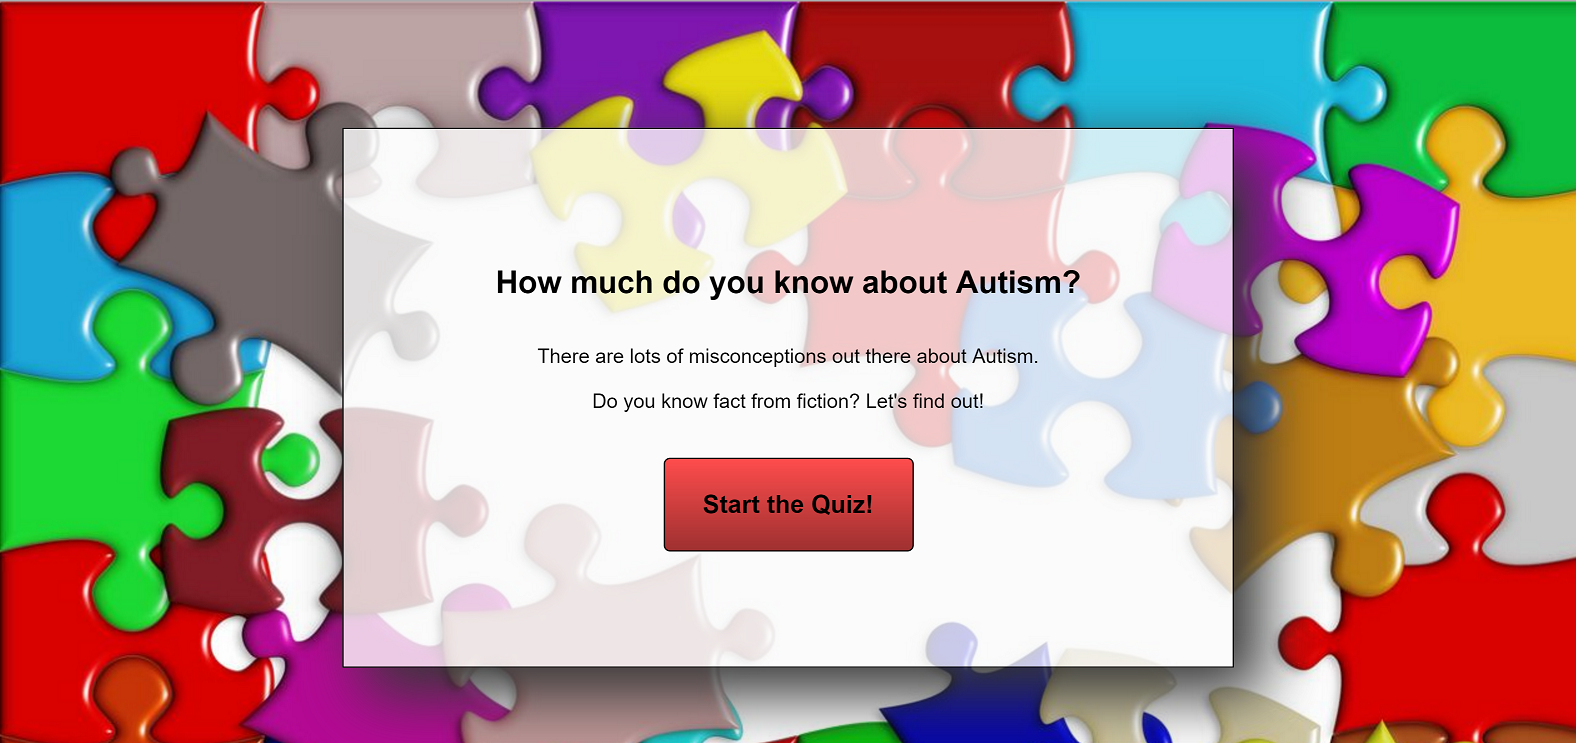 How much do you know about Autism?
There are lots of misconceptions out there about Autism.
Do you know fact from fiction? Let's find out!
Start the Quiz!